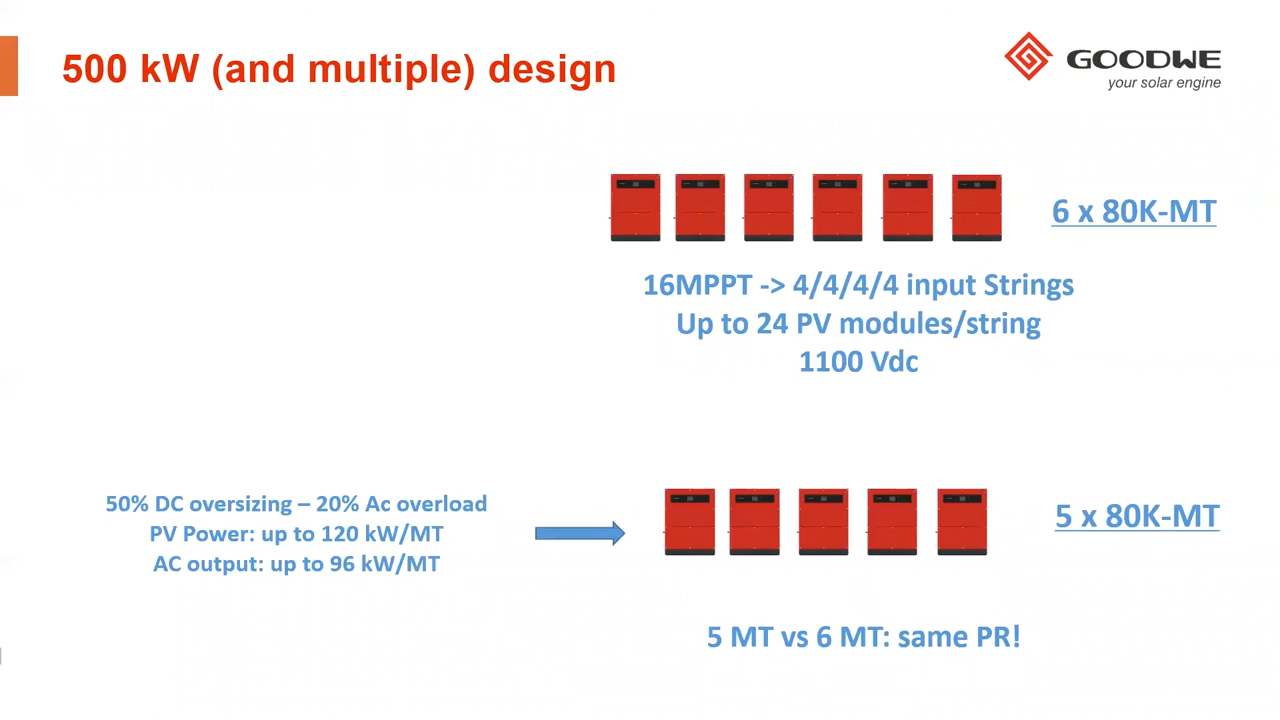 500 kW (and multiple) design
GOODWE
your solar engine
6 x 80K-MT
16MPPT -> 4/4/4/4 input Strings
Up to 24 PV modules/string
1100 Vdc
50% DC oversizing – 20% Ac overload
PV Power: up to 120 kW/MT
AC output: up to 96 kW/MT
5 x 80K-MT
5 MT vs 6 MT: same PR!